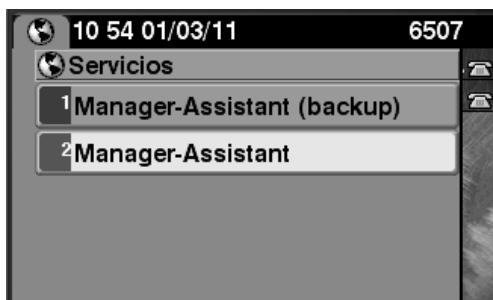 10 54 01/03/11 6507
Servicios
1 Manager-Assistant (backup)
2 Manager-Assistant